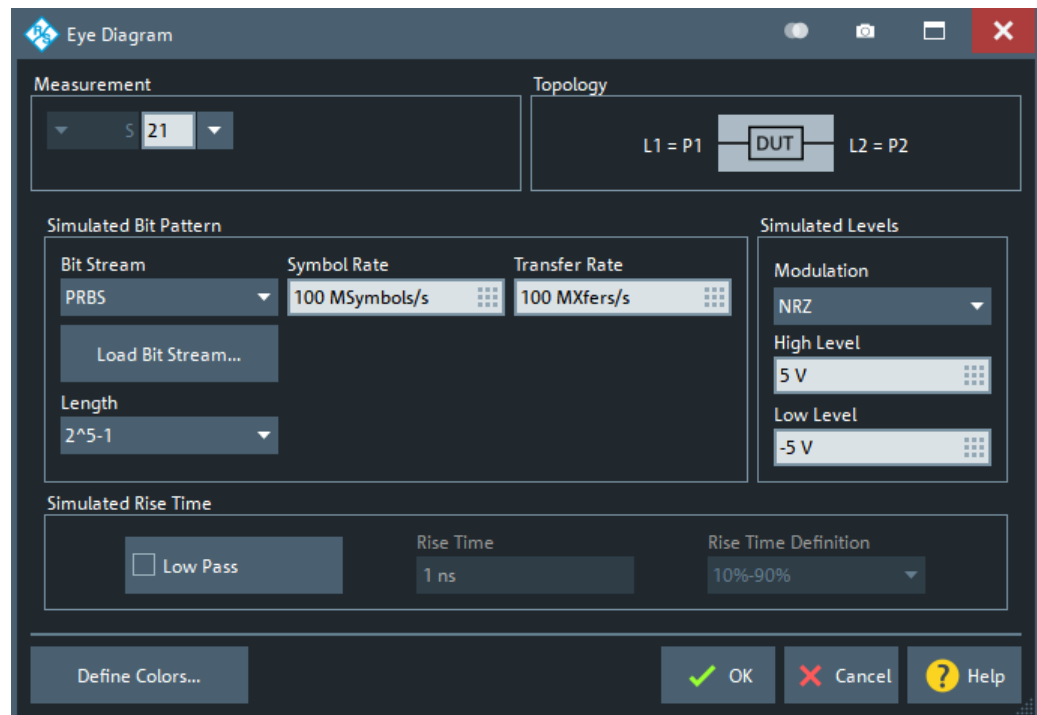 Eye Diagram
Measurement
S 21
Topology
L1 = P1 DUT L2 = P2
Simulated Bit Pattern
Bit Stream Symbol Rate Transfer Rate
PRBS 100 MSymbols/s 100 MXfers/s
Load Bit Stream...
Length
2^5-1
Simulated Levels
Modulation
NRZ
High Level
5 V
Low Level
-5 V
Simulated Rise Time
Low Pass
Rise Time
1 ns
Rise Time Definition
10%-90%
Define Colors... OK Cancel ? Help